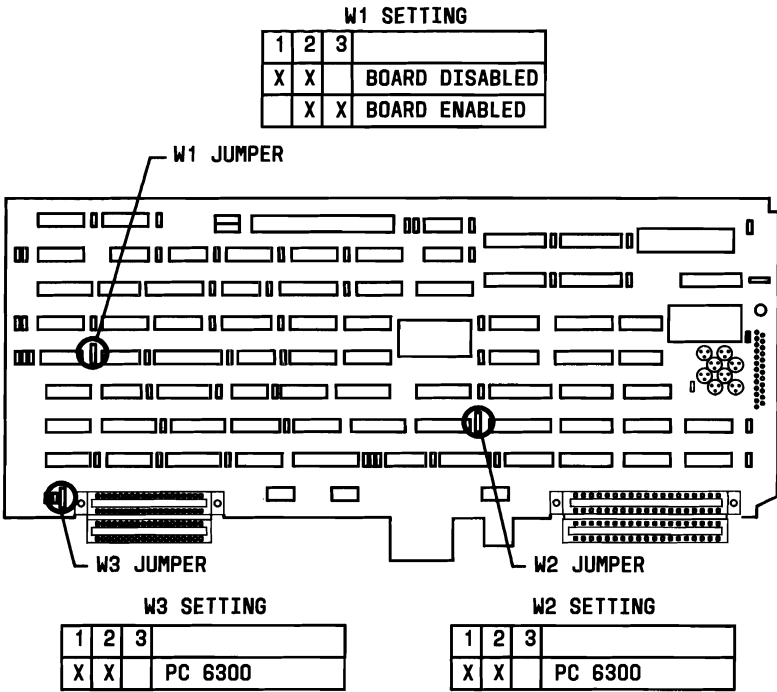 W1 SETTING
1 2 3
X X BOARD DISABLED
X X BOARD ENABLED
W1 JUMPER
W3 JUMPER
W2 JUMPER
W3 SETTING
1 2 3
X X PC 6300
W2 SETTING
1 2 3
X X PC 6300